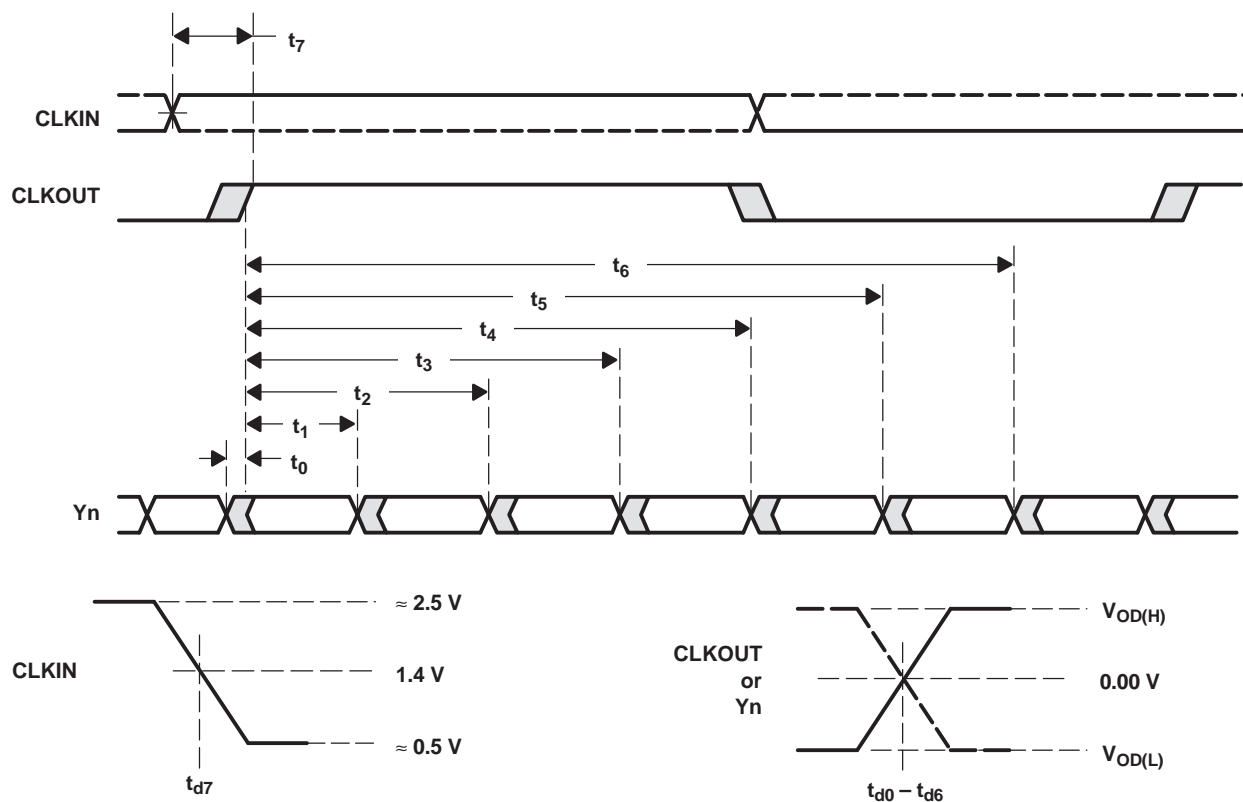 t7
CLKIN
CLKOUT
t6
t5
t4
t3
t2
t1
t0
Yn
≈ 2.5 V
CLKIN
1.4 V
≈ 0.5 V
td7
VOD(H)
CLKOUT
or
Yn
0.00 V
VOD(L)
td0 – td6